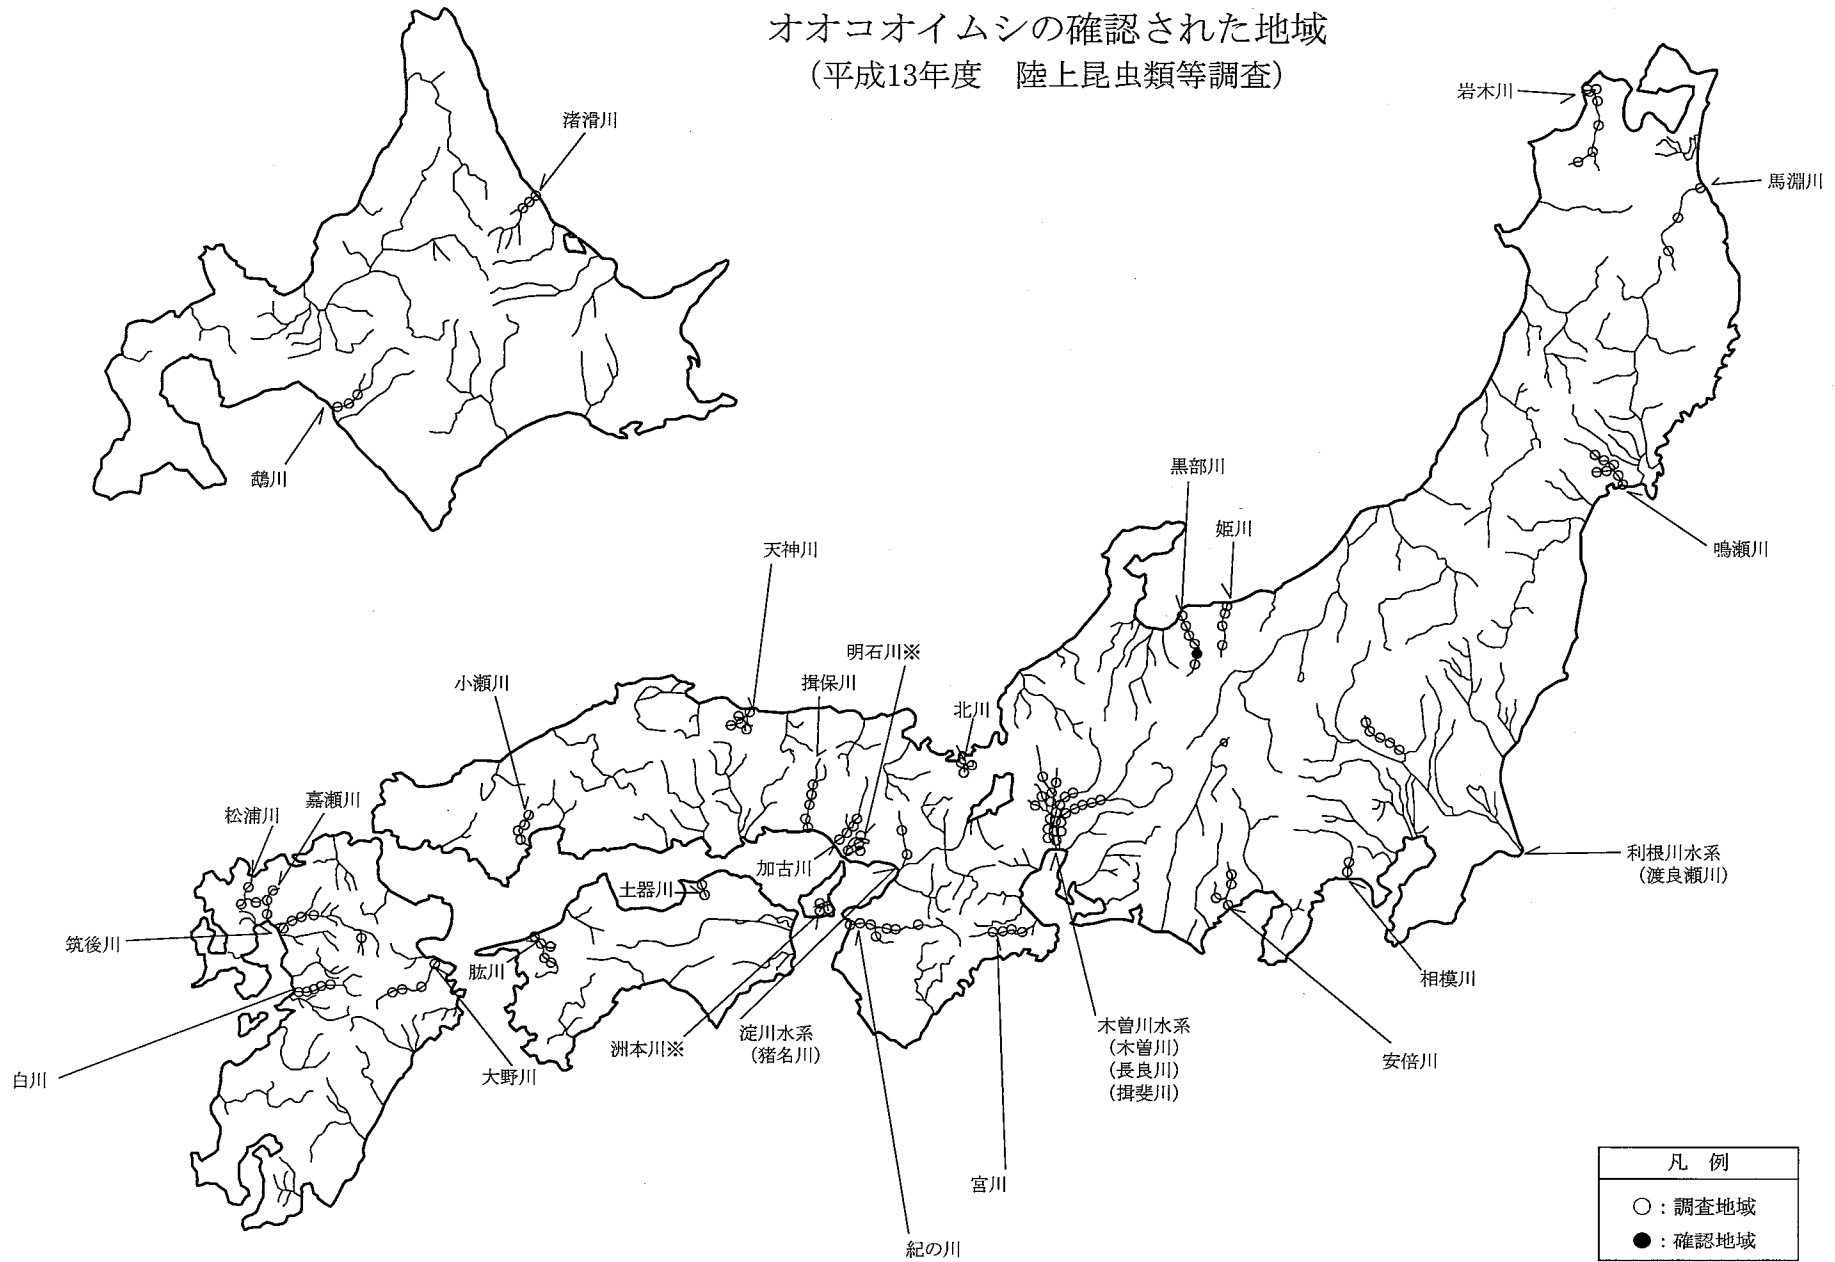 オオコオイムシの確認された地域
(平成13年度　陸上昆虫類等調査)
渚滑川
鵡川
岩木川
馬淵川
鳴瀬川
黒部川
姫川
天神川
明石川※
小瀬川
揖保川
北川
松浦川
嘉瀬川
加古川
土器川
利根川水系
(渡良瀬川)
筑後川
肱川
相模川
洲本川※
淀川水系
(猪名川)
木曽川水系
(木曽川)
(長良川)
(揖斐川)
安倍川
白川
大野川
宮川
紀の川
凡　例
○：調査地域
●：確認地域